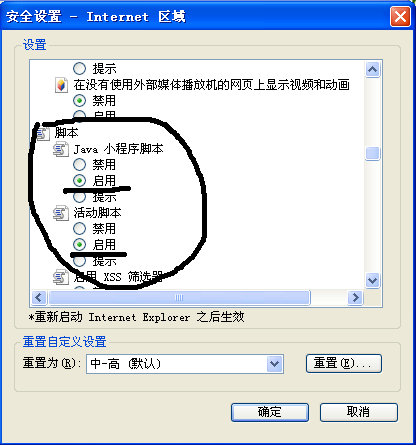 安全设置 - Internet 区域
设置
提示
在没有使用外部媒体播放机的网页上显示视频和动画
禁用
启用
脚本
Java 小程序脚本
禁用
启用
提示
活动脚本
禁用
启用
提示
启用 XSS 筛选器
*重新启动 Internet Explorer 之后生效
重置自定义设置
重置为(R): 中-高 (默认) 重置(E)...
确定 取消